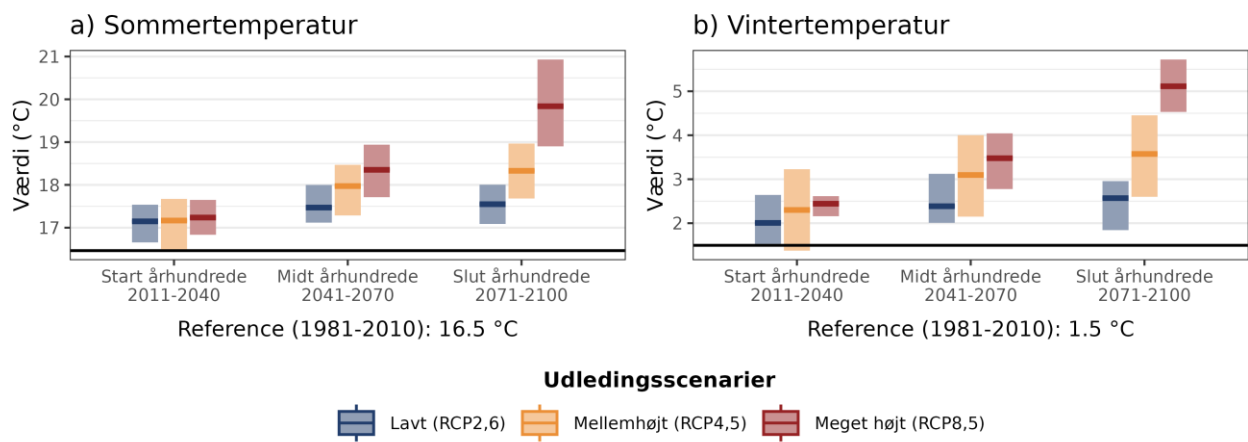 a) Sommertemperatur
Værdi (°C)
21
20
19
18
17
Start århundrede
2011-2040
Midt århundrede
2041-2070
Slut århundrede
2071-2100
Reference (1981-2010): 16.5 °C
b) Vintertemperatur
Værdi (°C)
5
4
3
2
Start århundrede
2011-2040
Midt århundrede
2041-2070
Slut århundrede
2071-2100
Reference (1981-2010): 1.5 °C
Udledingsscenarier
Lavt (RCP2,6)
Mellemhøjt (RCP4,5)
Meget højt (RCP8,5)